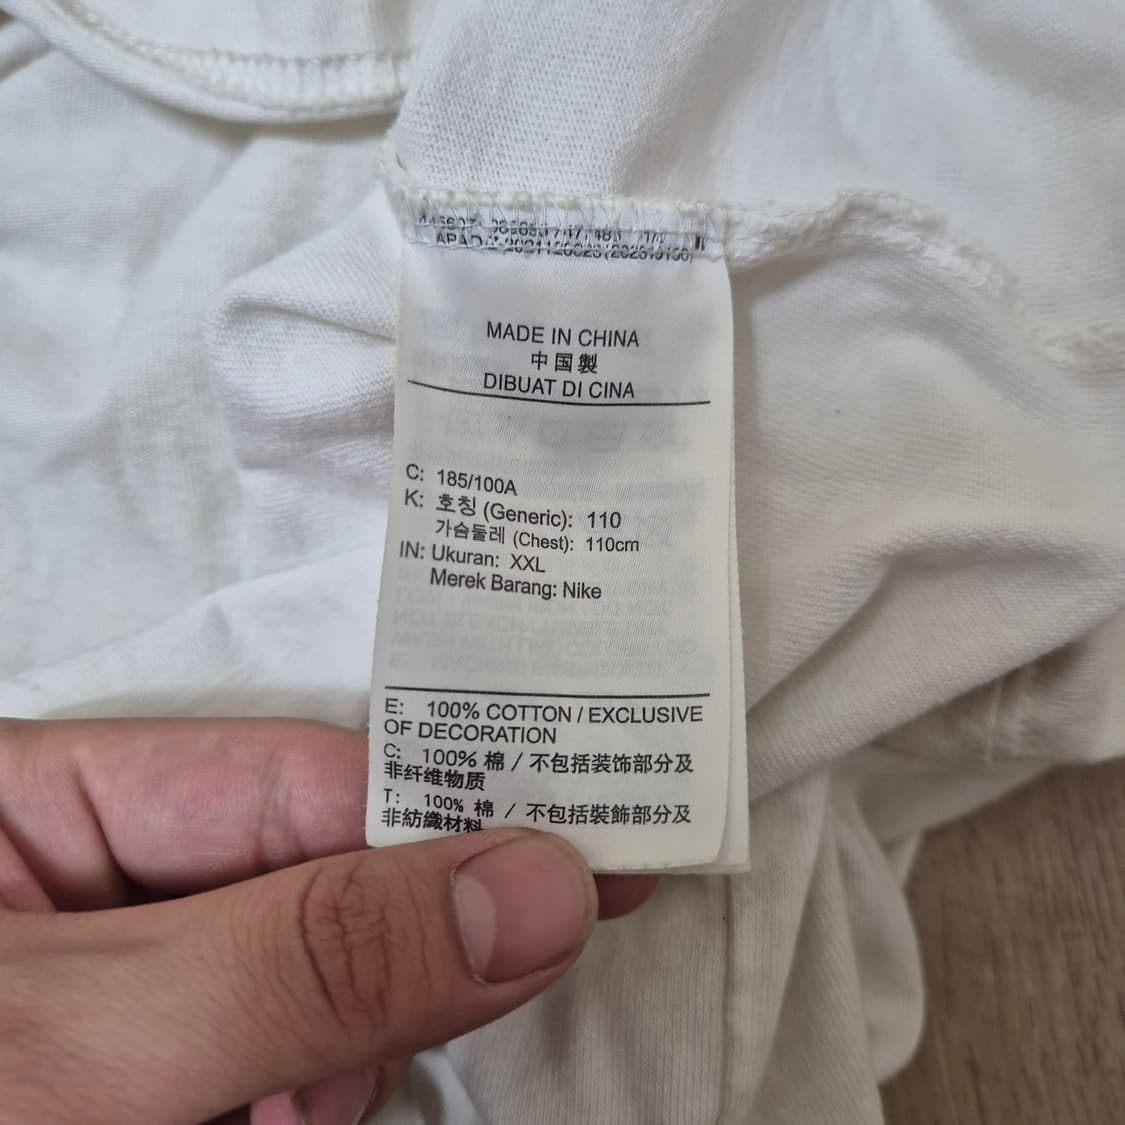 MADE IN CHINA
中国製
DIBUAT DI CINA
C: 185/100A
K: 호칭 (Generic): 110
가슴둘레 (Chest): 110cm
IN: Ukuran: XXL
Merek Barang: Nike
E: 100% COTTON / EXCLUSIVE
OF DECORATION
C: 100% 棉 / 不包括装饰部分及
非纤维物质
T: 100% 棉 / 不包括裝飾部分及
非紡織材料